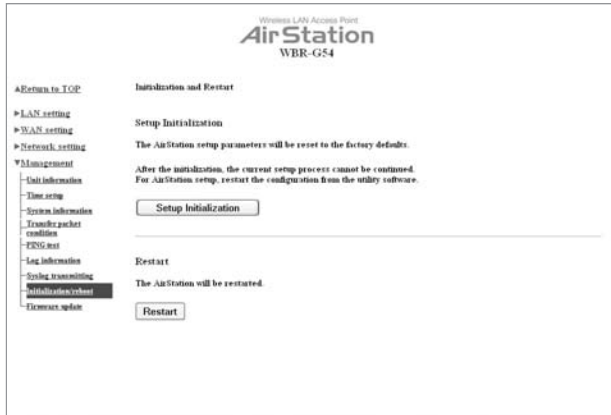 Wireless LAN Access Point
AirStation
WBR-G54
▲Return to TOP
▶LAN setting
▶WAN setting
▶Network setting
▼Management
Unit information
Time setup
System information
Transfer packet
condition
PING test
Log information
Syslog transmitting
Initialization/reboot
Firmware update
Initialization and Restart
Setup Initialization
The AirStation setup parameters will be reset to the factory defaults.
After the initialization, the current setup process cannot be continued.
For AirStation setup, restart the configuration from the utility software.
Setup Initialization
Restart
The AirStation will be restarted.
Restart